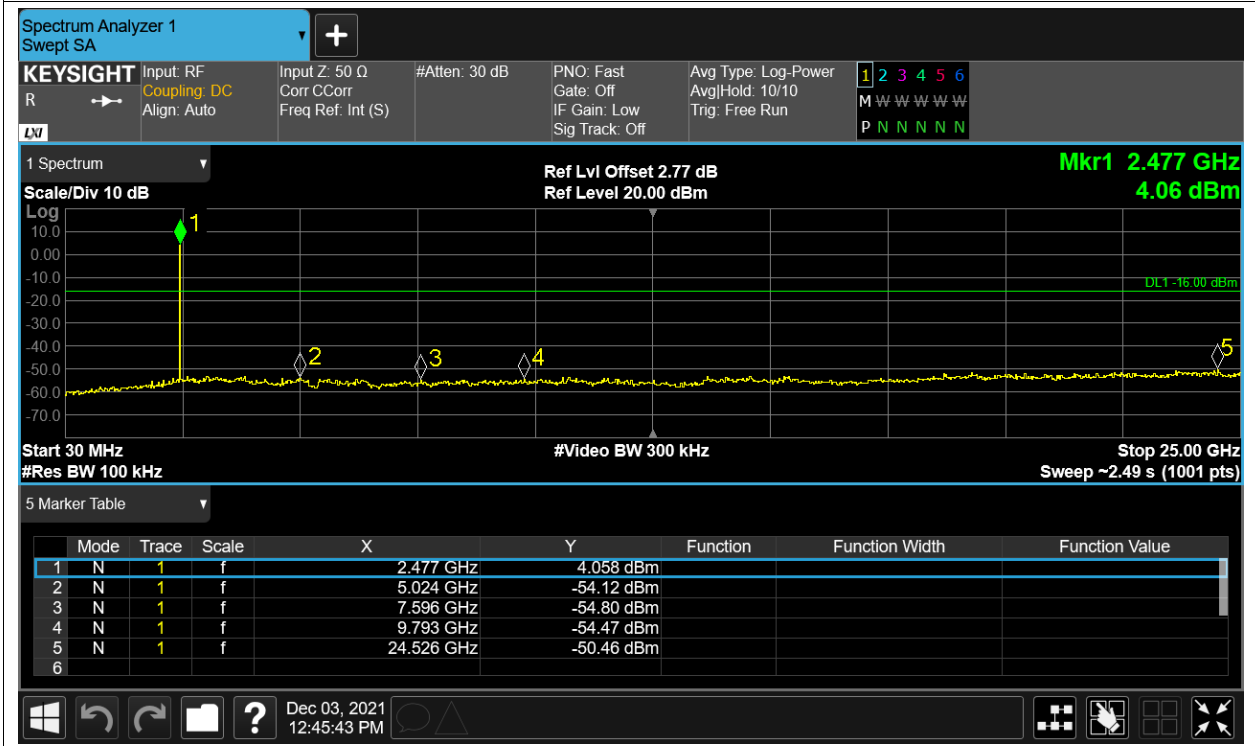 Spectrum Analyzer 1
Swept SA
KEYSIGHT
R
LXI
Input: RF
Coupling: DC
Align: Auto
Input Z: 50 Ω
Corr CCorr
Freq Ref: Int (S)
#Atten: 30 dB
PNO: Fast
Gate: Off
IF Gain: Low
Sig Track: Off
Avg Type: Log-Power
Avg|Hold: 10/10
Trig: Free Run
1 2 3 4 5 6
M W W W W W
P N N N N N
1 Spectrum
Scale/Div 10 dB
Ref Lvl Offset 2.77 dB
Ref Level 20.00 dBm
Mkr1 2.477 GHz
4.06 dBm
Log
10.0
0.00
-10.0
-20.0
-30.0
-40.0
-50.0
-60.0
-70.0
1
2
3
4
5
DL1 -16.00 dBm
Start 30 MHz
#Video BW 300 kHz
Stop 25.00 GHz
#Res BW 100 kHz
Sweep ~2.49 s (1001 pts)
5 Marker Table
Mode Trace Scale X Y Function Function Width Function Value
1 N 1 f 2.477 GHz 4.058 dBm
2 N 1 f 5.024 GHz -54.12 dBm
3 N 1 f 7.596 GHz -54.80 dBm
4 N 1 f 9.793 GHz -54.47 dBm
5 N 1 f 24.526 GHz -50.46 dBm
6
?
Dec 03, 2021
12:45:43 PM